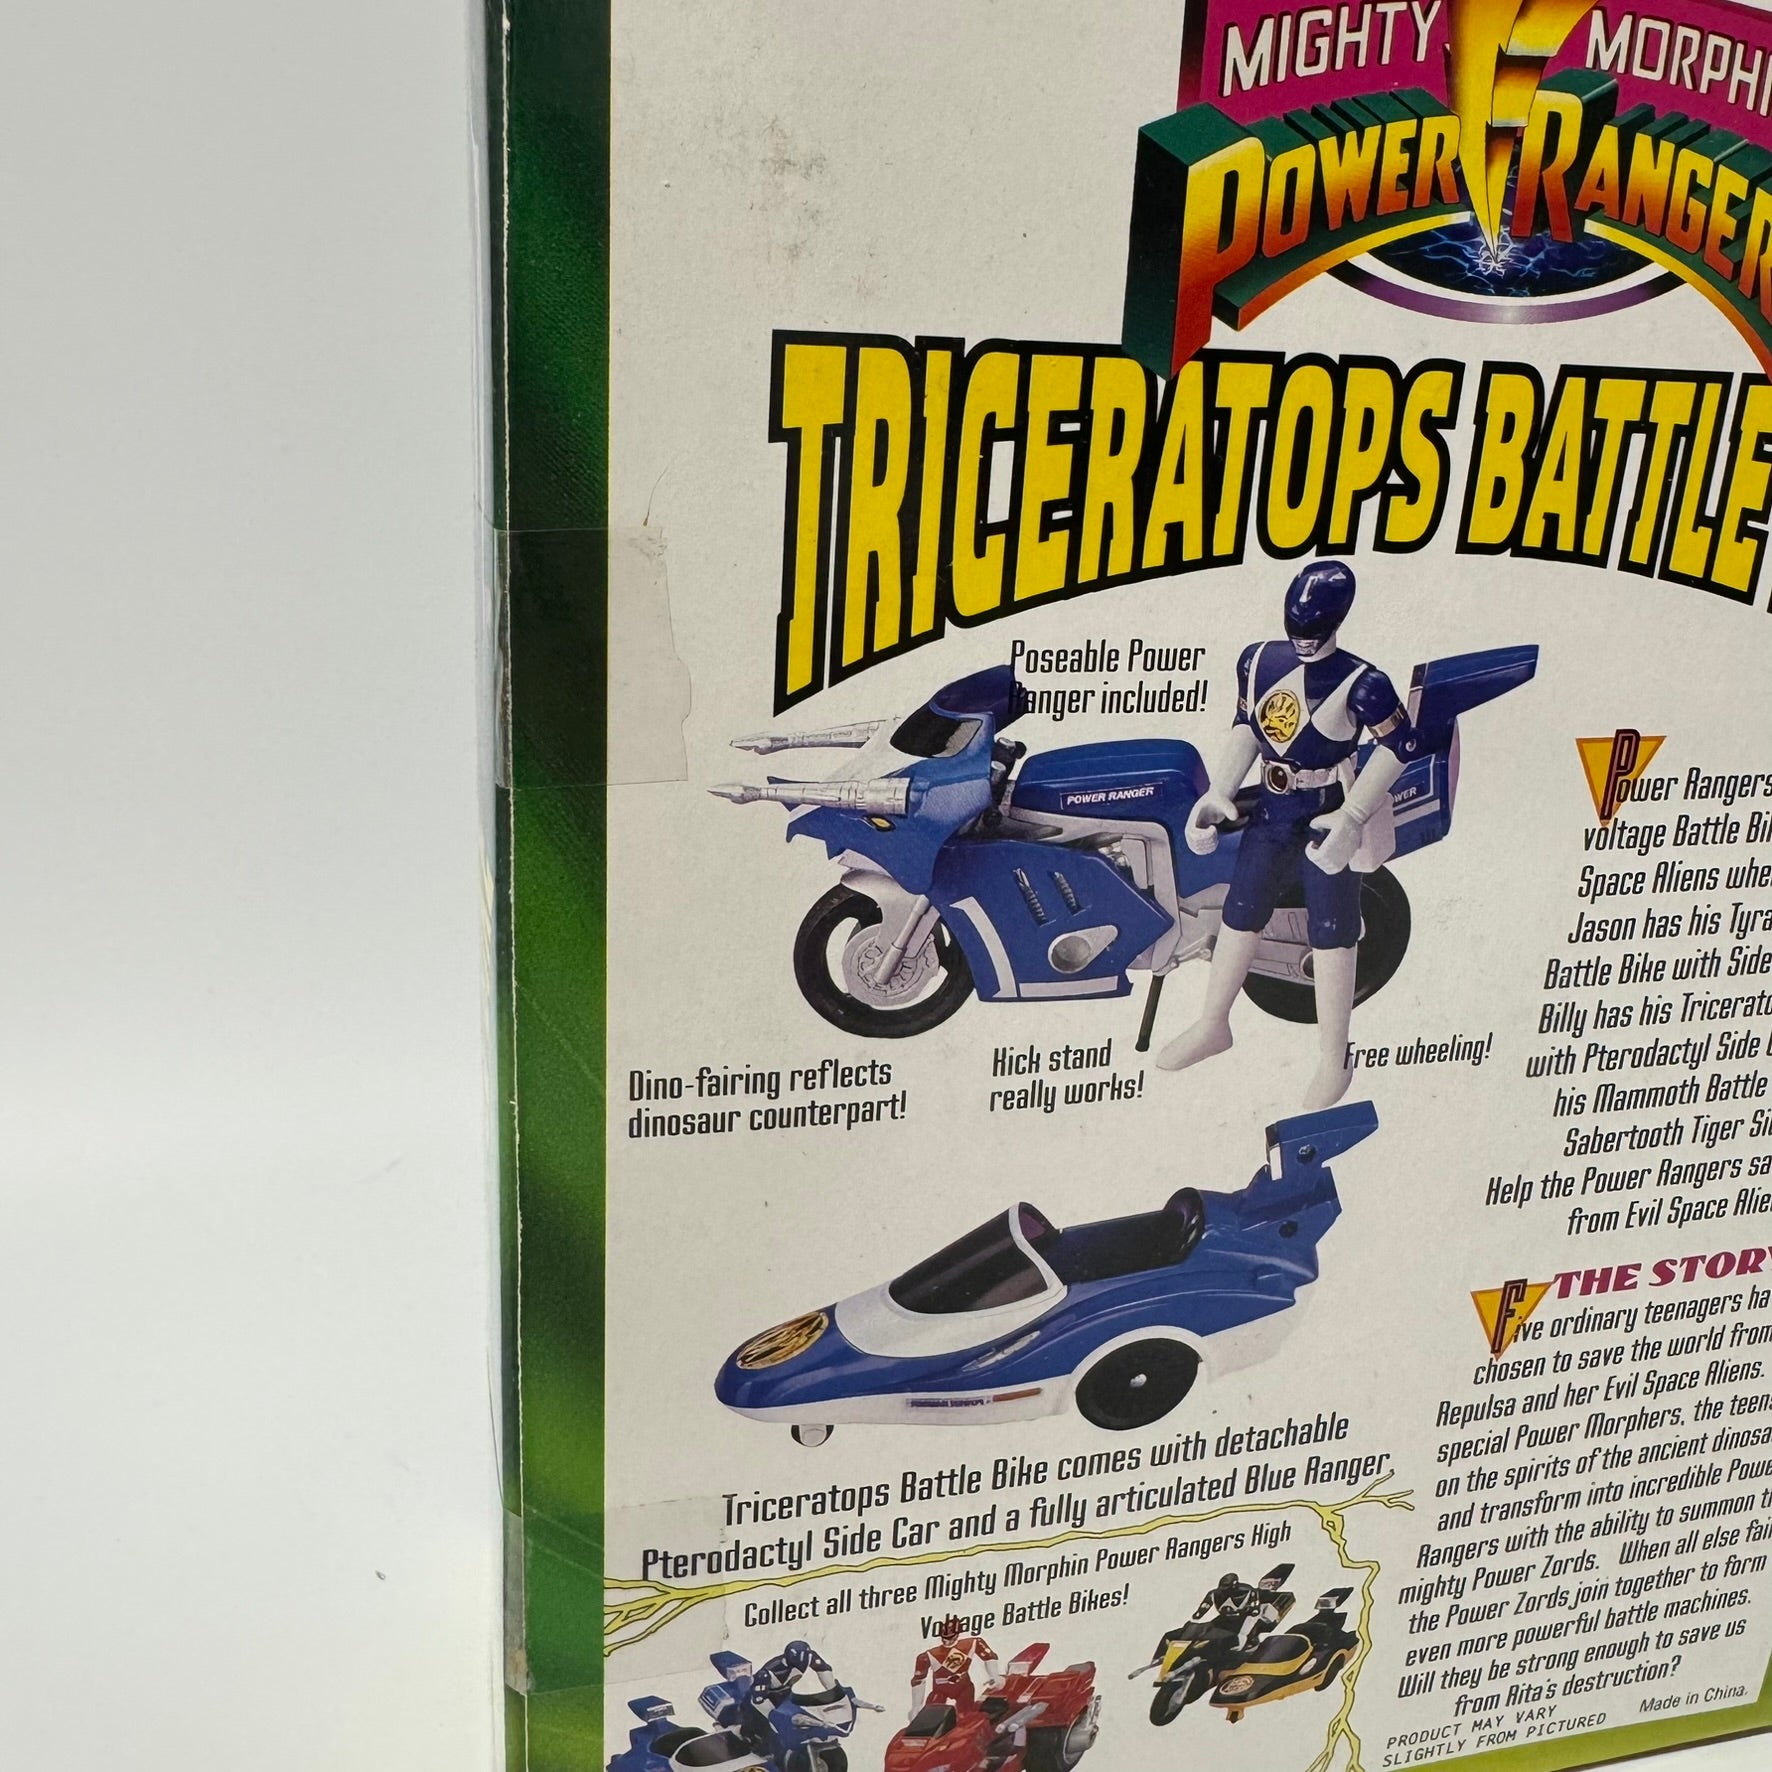 MIGHTY MORPHI
POWER RANGER
TRICERATOPS BATTLE
Poseable Power
Ranger included!
POWER RANGER
Dino-fairing reflects
dinosaur counterpart!
Kick stand
really works!
Free wheeling!
Triceratops Battle Bike comes with detachable
Pterodactyl Side Car and a fully articulated Blue Ranger.
Collect all three Mighty Morphin Power Rangers High
Voltage Battle Bikes!
Power Rangers
voltage Battle Bi
Space Aliens whe
Jason has his Tyra
Battle Bike with Side
Billy has his Tricerato
with Pterodactyl Side
his Mammoth Battle
Sabertooth Tiger Si
Help the Power Rangers sa
from Evil Space Alie
THE STORY
Five ordinary teenagers ha
chosen to save the world from
Repulsa and her Evil Space Aliens.
special Power Morphers, the teen
on the spirits of the ancient dinosa
and transform into incredible Powe
Rangers with the ability to summon t
mighty Power Zords. When all else fai
the Power Zords join together to form
even more powerful battle machines.
Will they be strong enough to save us
from Rita's destruction?
PRODUCT MAY VARY
SLIGHTLY FROM PICTURED
Made in China.